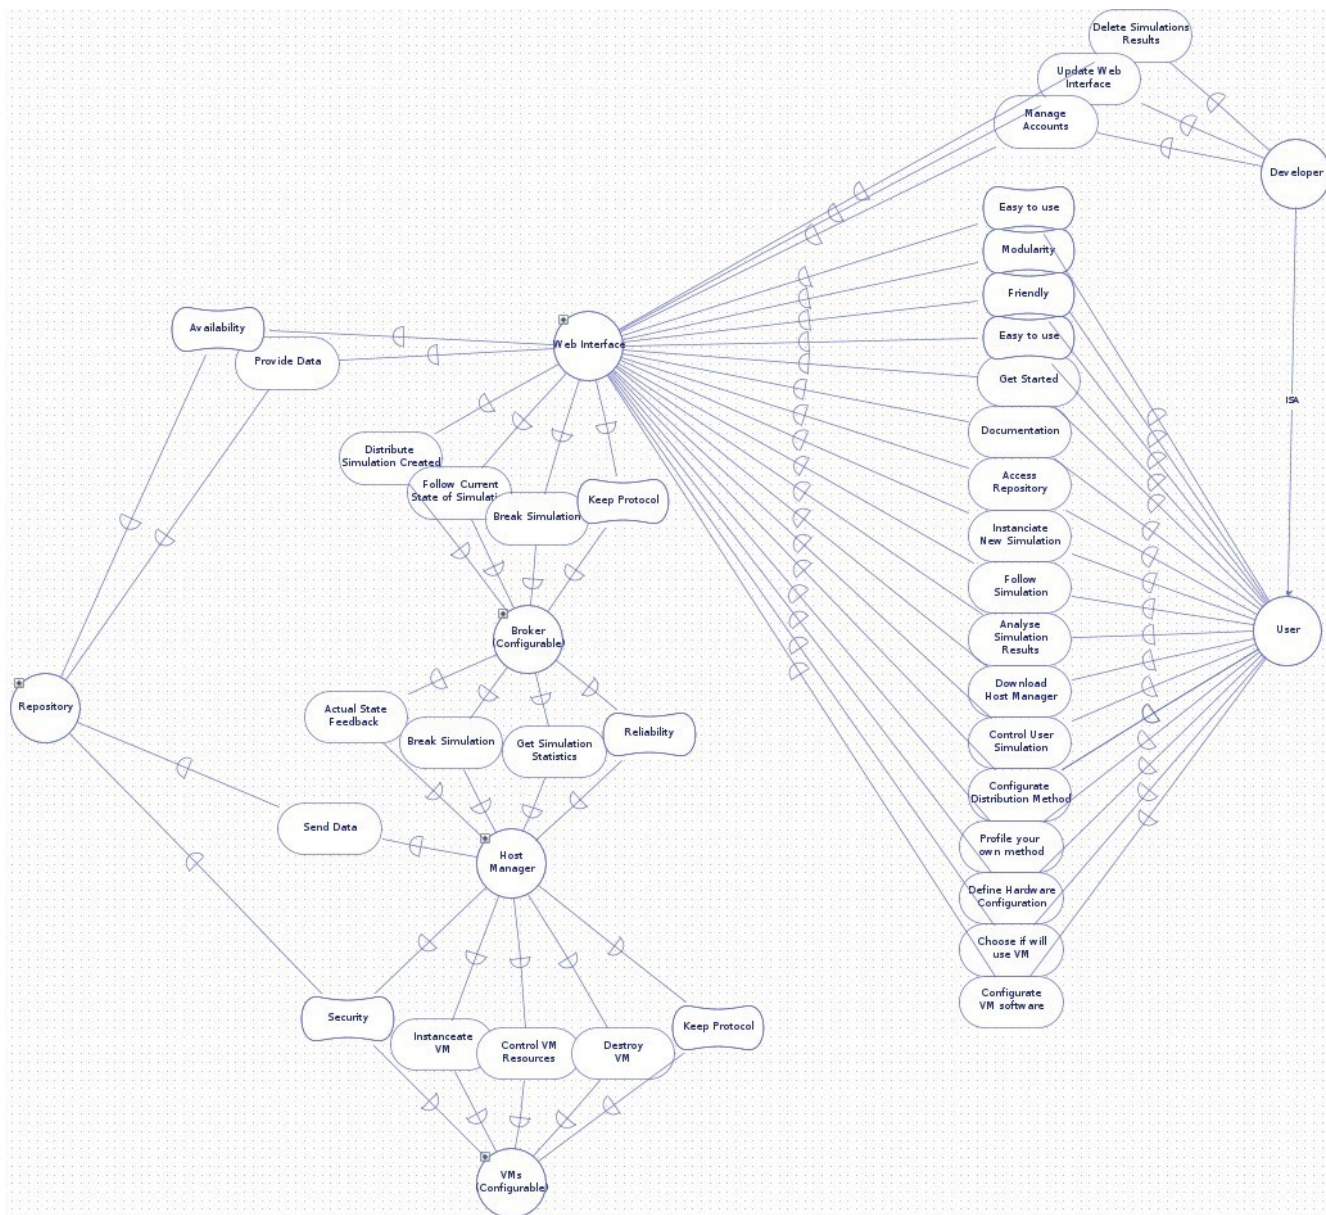 Delete Simulations
Results
Update Web
Interface
Manage
Accounts
Developer
Easy to use
Modularity
Friendly
Easy to use
Get Started
ISA
Documentation
Access
Repository
Instanciate
New Simulation
Follow
Simulation
Analyse
Simulation
Results
User
Download
Host Manager
Control User
Simulation
Configurate
Distribution Method
Profile your
own method
Define Hardware
Configuration
Choose if will
use VM
Configurate
VM software
Availability
Provide Data
Web Interface
Distribute
Simulation Created
Follow Current
State of Simulati
Break Simulation
Keep Protocol
Broker
(Configurable)
Repository
Actual State
Feedback
Break Simulation
Get Simulation
Statistics
Reliability
Send Data
Host
Manager
Security
Instanceate
VM
Control VM
Resources
Destroy
VM
Keep Protocol
VMs
(Configurable)